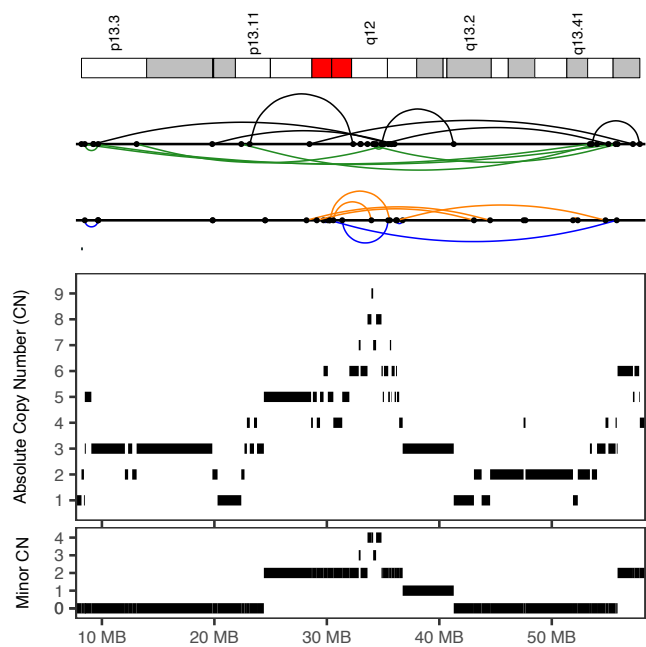 p13.3
p13.11
q12
q13.2
q13.41
Absolute Copy Number (CN)
9
8
7
6
5
4
3
2
1
Minor CN
4
3
2
1
0
10 MB
20 MB
30 MB
40 MB
50 MB